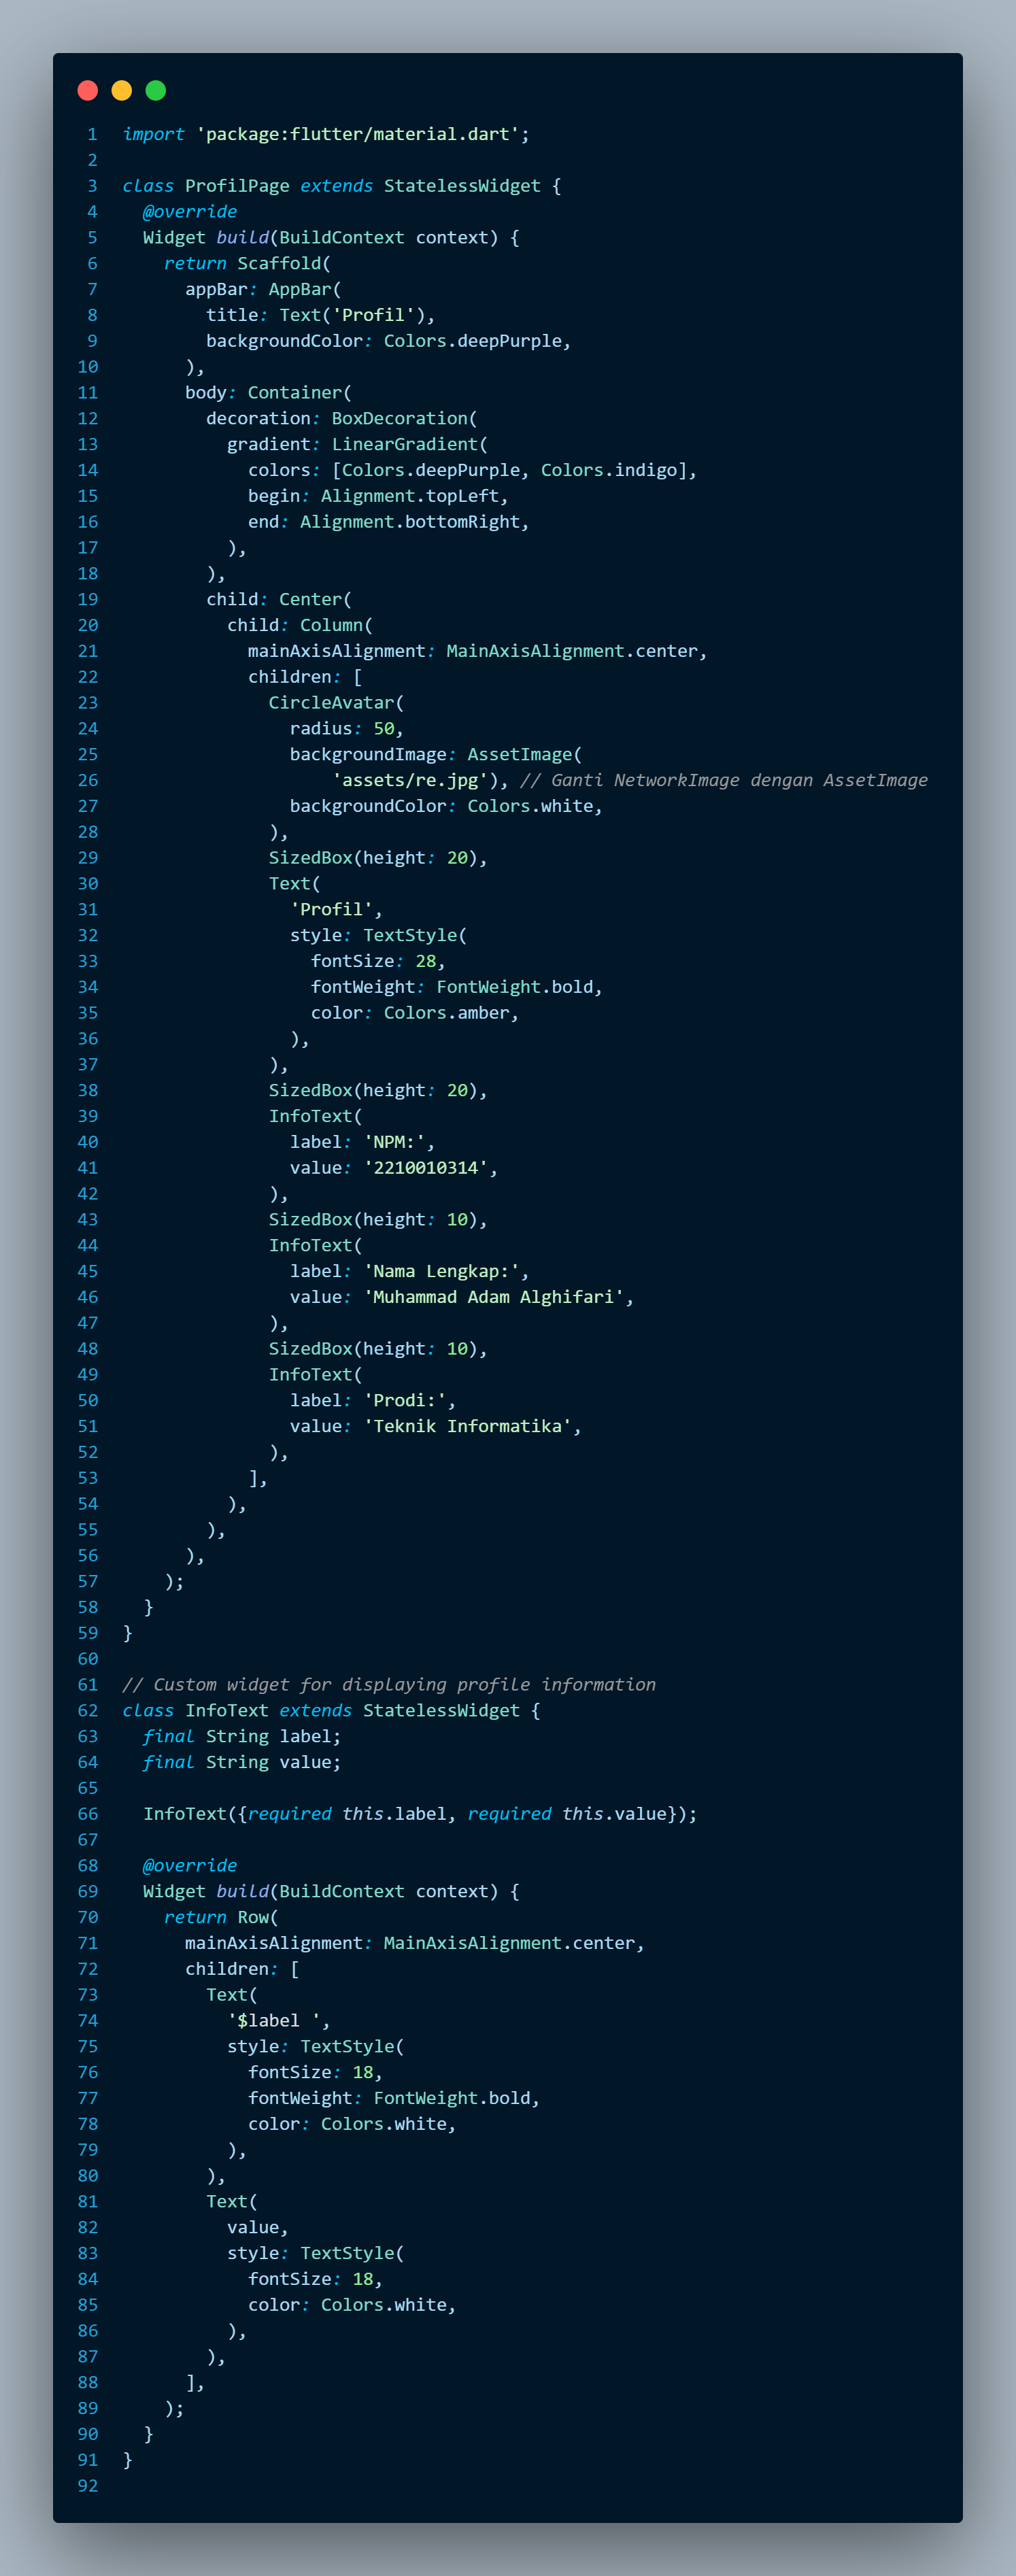 1 import 'package:flutter/material.dart';
2
3 class ProfilPage extends StatelessWidget {
4   @override
5   Widget build(BuildContext context) {
6     return Scaffold(
7       appBar: AppBar(
8         title: Text('Profil'),
9         backgroundColor: Colors.deepPurple,
10       ),
11       body: Container(
12         decoration: BoxDecoration(
13           gradient: LinearGradient(
14             colors: [Colors.deepPurple, Colors.indigo],
15             begin: Alignment.topLeft,
16             end: Alignment.bottomRight,
17           ),
18         ),
19         child: Center(
20           child: Column(
21             mainAxisAlignment: MainAxisAlignment.center,
22             children: [
23               CircleAvatar(
24                 radius: 50,
25                 backgroundImage: AssetImage(
26                     'assets/re.jpg'), // Ganti NetworkImage dengan AssetImage
27                 backgroundColor: Colors.white,
28               ),
29               SizedBox(height: 20),
30               Text(
31                 'Profil',
32                 style: TextStyle(
33                   fontSize: 28,
34                   fontWeight: FontWeight.bold,
35                   color: Colors.amber,
36                 ),
37               ),
38               SizedBox(height: 20),
39               InfoText(
40                 label: 'NPM:',
41                 value: '2210010314',
42               ),
43               SizedBox(height: 10),
44               InfoText(
45                 label: 'Nama Lengkap:',
46                 value: 'Muhammad Adam Alghifari',
47               ),
48               SizedBox(height: 10),
49               InfoText(
50                 label: 'Prodi:',
51                 value: 'Teknik Informatika',
52               ),
53             ],
54           ),
55         ),
56       ),
57     );
58   }
59 }
60
61 // Custom widget for displaying profile information
62 class InfoText extends StatelessWidget {
63   final String label;
64   final String value;
65
66   InfoText({required this.label, required this.value});
67
68   @override
69   Widget build(BuildContext context) {
70     return Row(
71       mainAxisAlignment: MainAxisAlignment.center,
72       children: [
73         Text(
74           '$label ',
75           style: TextStyle(
76             fontSize: 18,
77             fontWeight: FontWeight.bold,
78             color: Colors.white,
79           ),
80         ),
81         Text(
82           value,
83           style: TextStyle(
84             fontSize: 18,
85             color: Colors.white,
86           ),
87         ),
88       ],
89     );
90   }
91 }
92